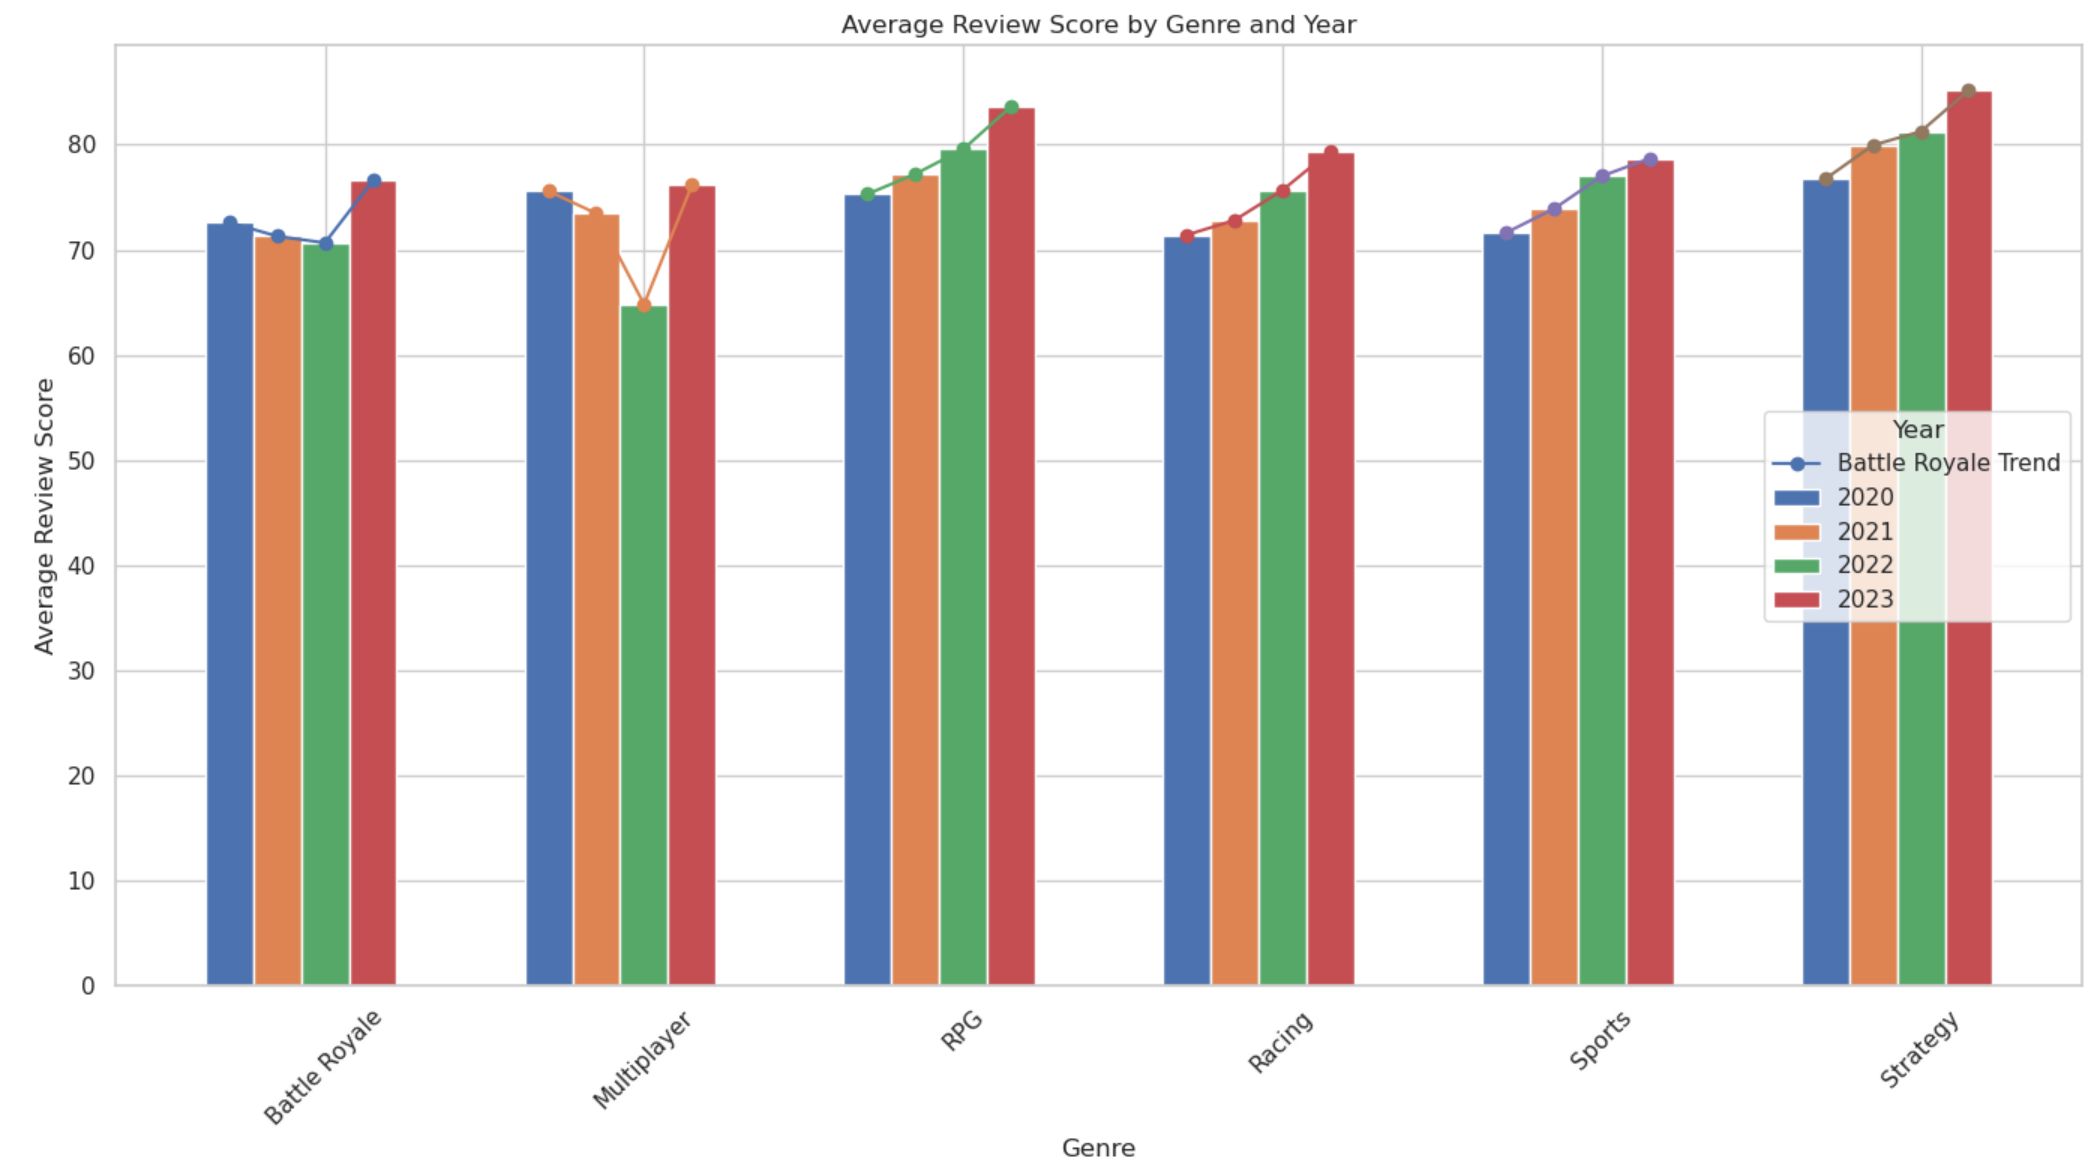 Average Review Score by Genre and Year
Average Review Score
80
70
60
50
40
30
20
10
0
Year
Battle Royale Trend
2020
2021
2022
2023
Battle Royale
Multiplayer
RPG
Racing
Sports
Strategy
Genre